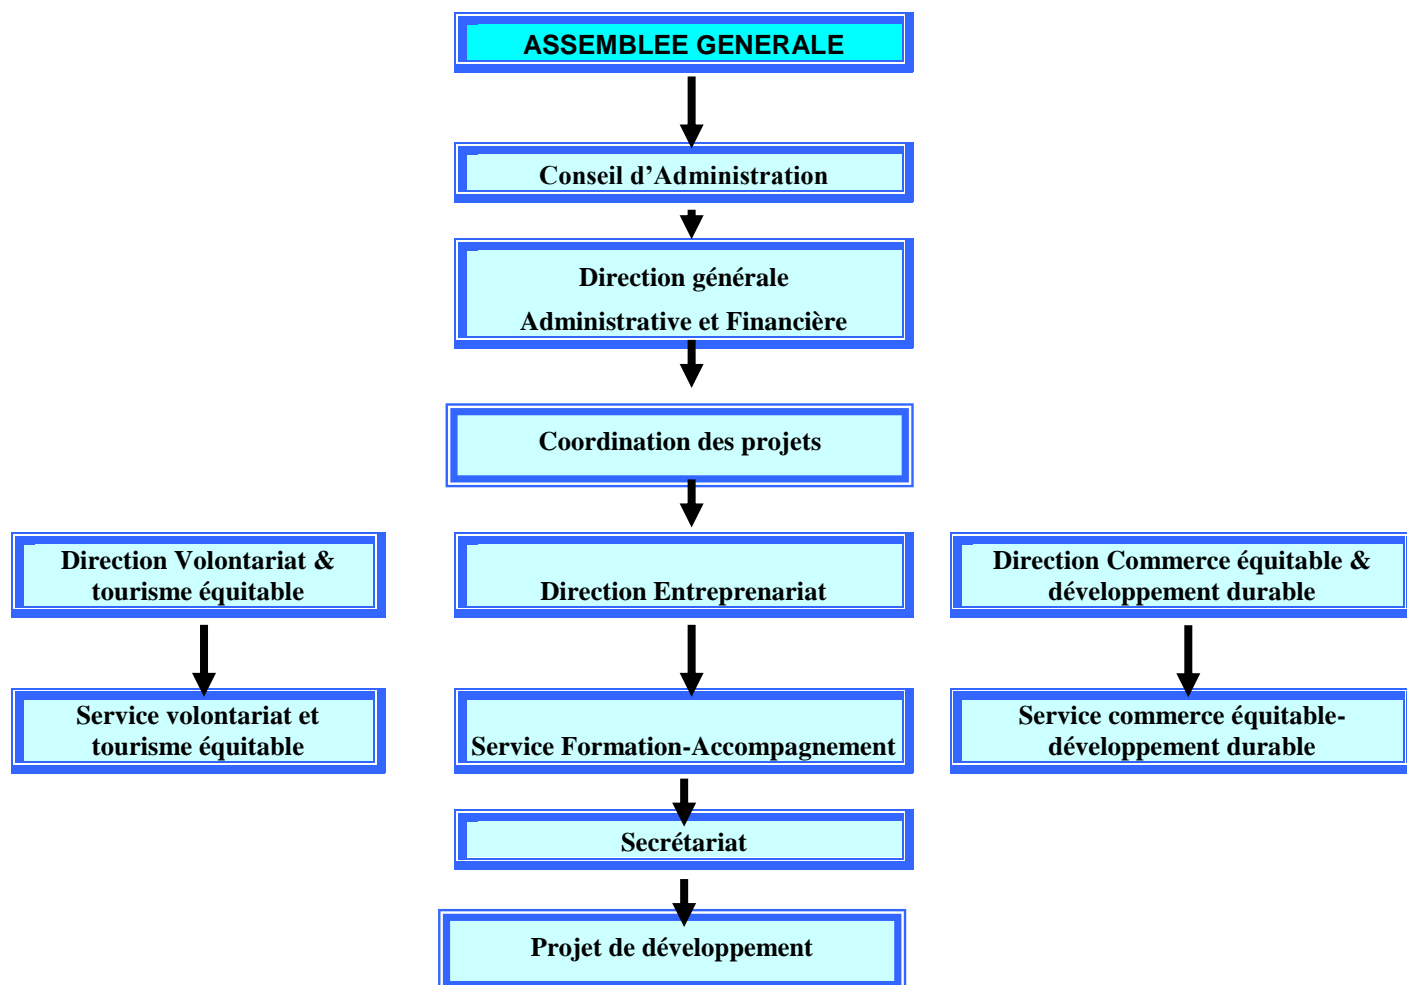 ASSEMBLEE GENERALE
Conseil d’Administration
Direction générale
Administrative et Financière
Coordination des projets
Direction Volontariat &
tourisme équitable
Direction Entreprenariat
Direction Commerce équitable &
développement durable
Service volontariat et
tourisme équitable
Service Formation-Accompagnement
Service commerce équitable-
développement durable
Secrétariat
Projet de développement